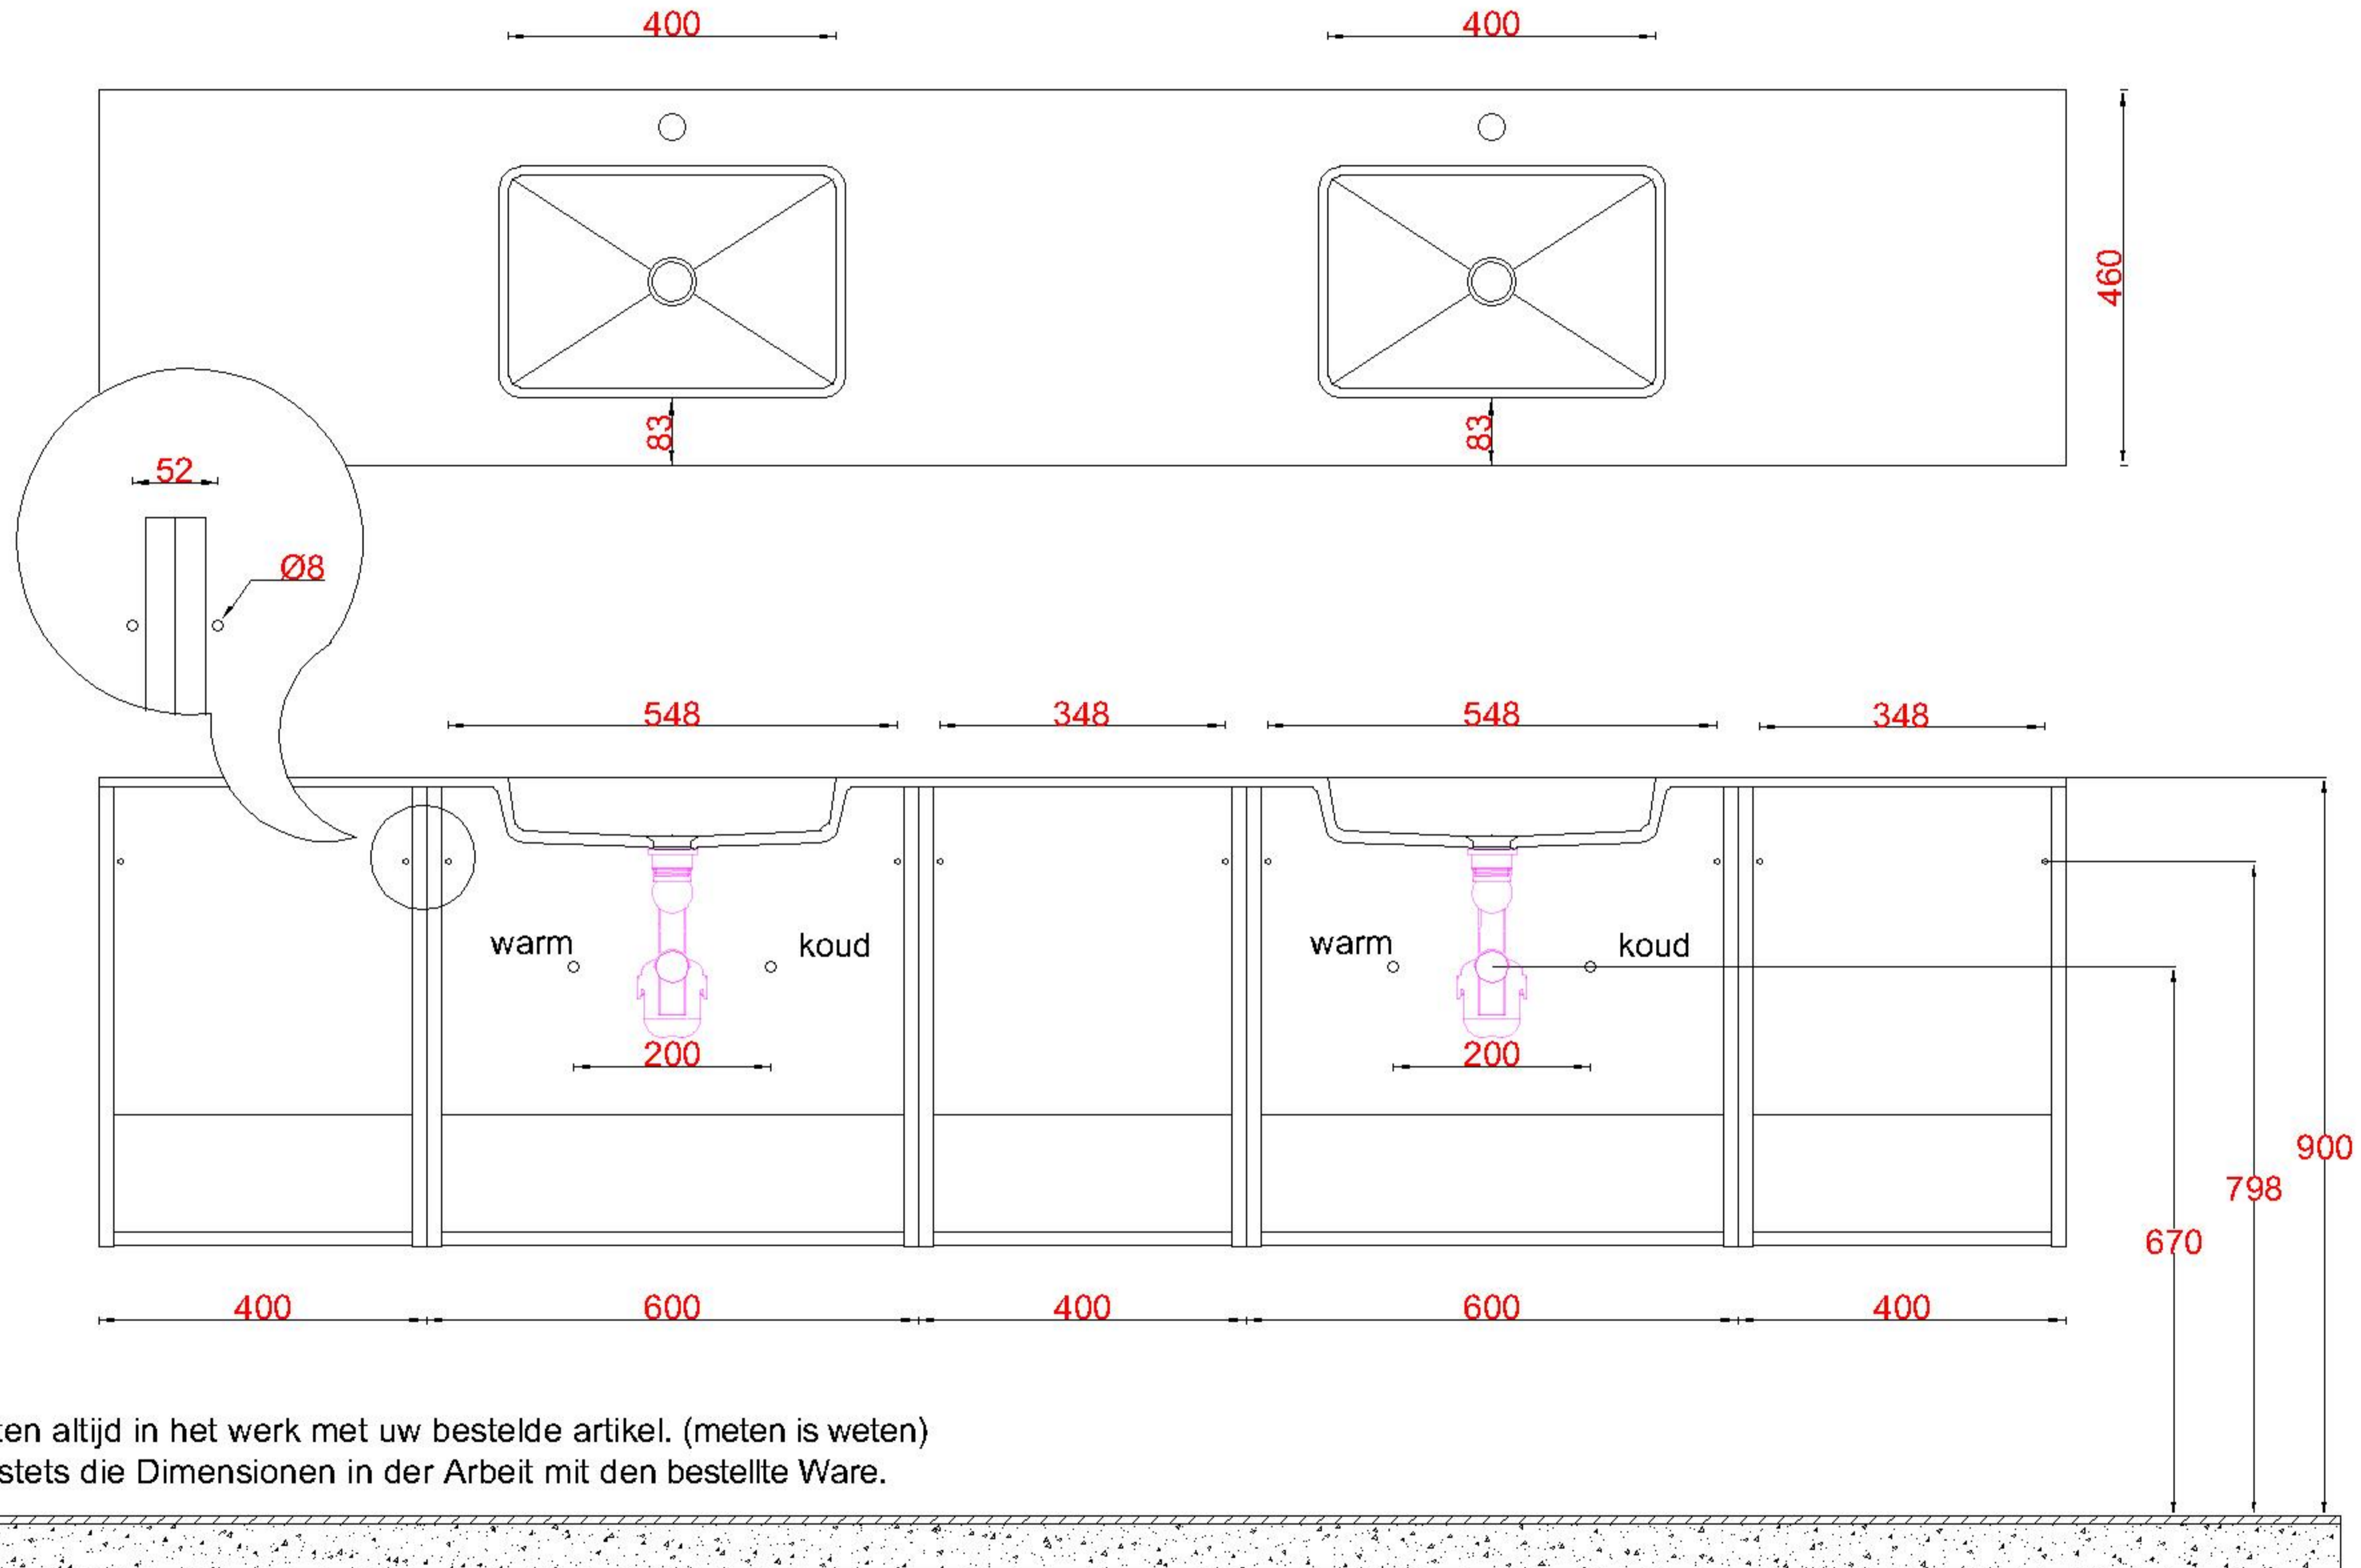 400 400
460
83 83
52
Ø8
548 348 548 348
warm koud warm koud
200 200
900
798
670
400 600 400 600 400
altijd in het werk met uw bestelde artikel. (meten is weten)
stets die Dimensionen in der Arbeit mit den bestellte Ware.